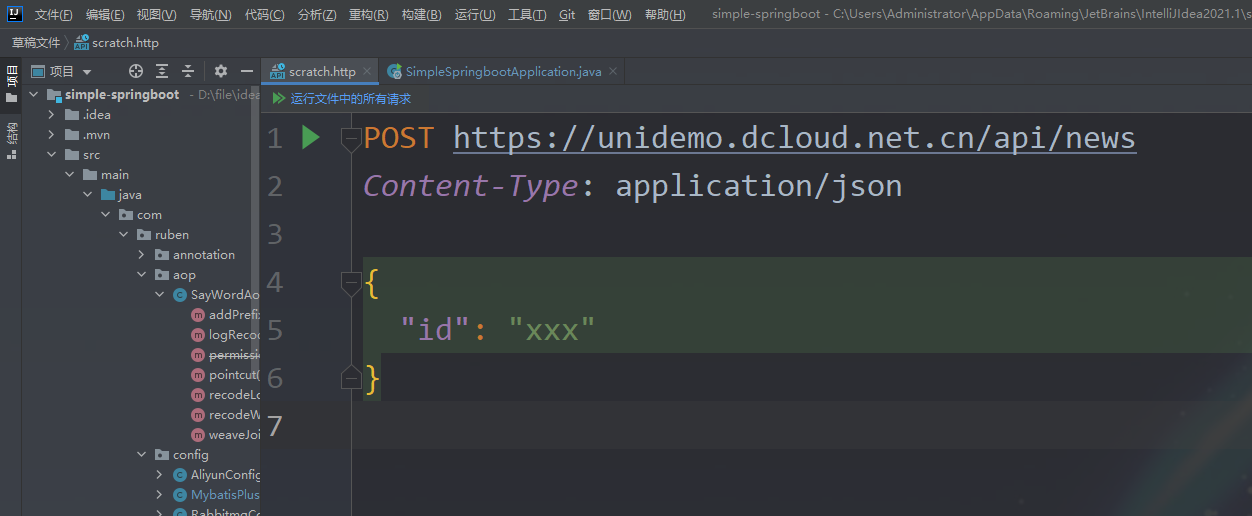 文件(F) 编辑(E) 视图(V) 导航(N) 代码(C) 分析(Z) 重构(R) 构建(B) 运行(U) 工具(T) Git 窗口(W) 帮助(H) simple-springboot - C:\Users\Administrator\AppData\Roaming\JetBrains\IntelliJIdea2021.1\s
草稿文件 scratch.http
项目
结构
项目
simple-springboot - D:\file\idea
.idea
.mvn
src
main
java
com
ruben
annotation
aop
SayWordAo
addPrefi
logReco
permissi
pointcut(
recodeLo
recodeW
weaveJoi
config
AliyunConfig
MybatisPlus
RabbitmqCo
scratch.http SimpleSpringbootApplication.java
运行文件中的所有请求
1 POST https://unidemo.dcloud.net.cn/api/news
2 Content-Type: application/json
3
4 {
5 "id": "xxx"
6 }
7